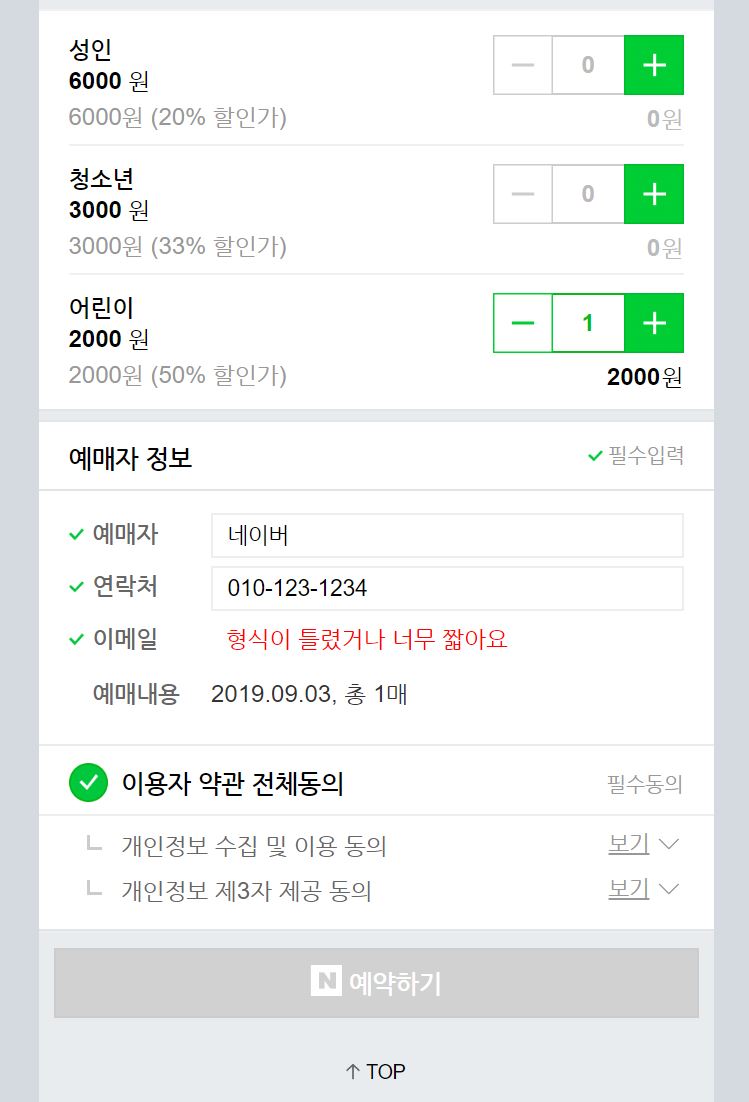 성인
6000 원
6000원 (20% 할인가)
0
0원
청소년
3000 원
3000원 (33% 할인가)
0
0원
어린이
2000 원
2000원 (50% 할인가)
1
2000원
예매자 정보
필수입력
예매자 네이버
연락처 010-123-1234
이메일 형식이 틀렸거나 너무 짧아요
예매내용 2019.09.03, 총 1매
이용자 약관 전체동의 필수동의
개인정보 수집 및 이용 동의 보기
개인정보 제3자 제공 동의 보기
N 예약하기
TOP